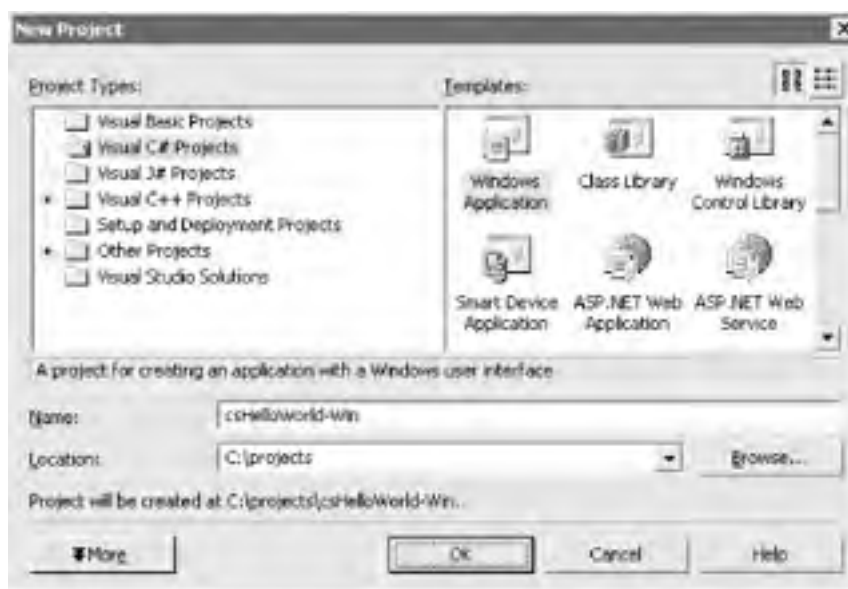 New Project
Project Types:
Templates:
Visual Basic Projects
Visual C# Projects
Visual J# Projects
Visual C++ Projects
Setup and Deployment Projects
Other Projects
Visual Studio Solutions
Windows Application
Class Library
Windows Control Library
Smart Device Application
ASP.NET Web Application
ASP.NET Web Service
A project for creating an application with a Windows user interface
Name:
csHelloWorld-Win
Location:
C:\projects
Browse...
Project will be created at C:\projects\csHelloWorld-Win.
More
OK
Cancel
Help